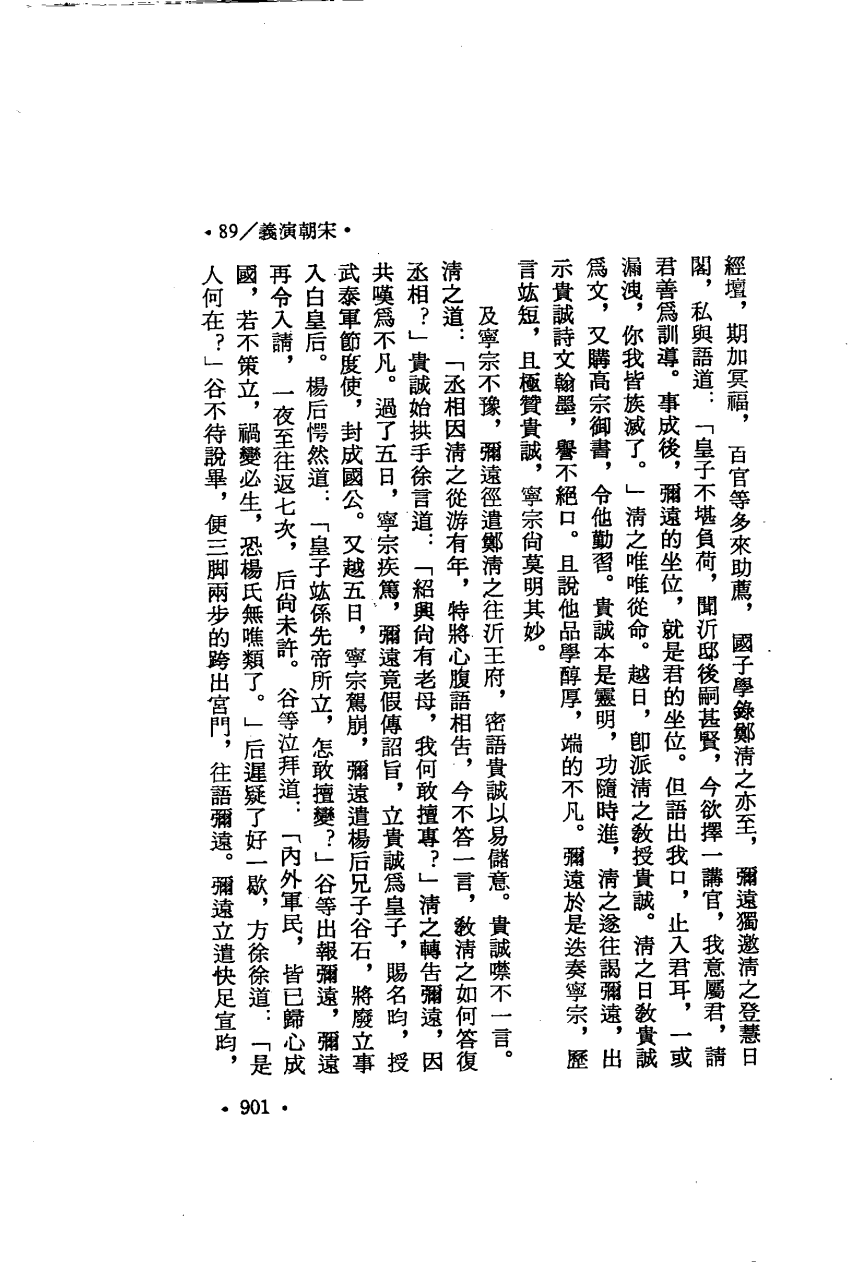 •宋朝演義／89•
經壇，期加冥福，百官等多來助薦，國子學錄鄭清之亦至，彌遠獨邀清之登慧日
閣，私與語道：「皇子不堪負荷，聞沂邸後嗣甚賢，今欲擇一講官，我意屬君，請
君善爲訓導。事成後，彌遠的坐位，就是君的坐位。但語出我口，止入君耳，一或
漏洩，你我皆族滅了。」清之唯唯從命。越日，卽派清之敎授貴誠。清之日敎貴誠
爲文，又購高宗御書，令他勤習。貴誠本是靈明，功隨時進，清之遂往謁彌遠，出
示貴誠詩文翰墨，譽不絕口。且說他品學醇厚，端的不凡。彌遠於是迭奏寧宗，歷
言竑短，且極贊貴誠，寧宗尙莫明其妙。
及寧宗不豫，彌遠徑遣鄭清之往沂王府，密語貴誠以易儲意。貴誠噤不一言。
清之道：「丞相因清之從游有年，特將心腹語相告，今不答一言，敎清之如何答復
丞相？」貴誠始拱手徐言道：「紹興尙有老母，我何敢擅專？」清之轉告彌遠，因
共嘆爲不凡。過了五日，寧宗疾篤，彌遠竟假傳詔旨，立貴誠爲皇子，賜名昀，授
武泰軍節度使，封成國公。又越五日，寧宗駕崩，彌遠遣楊后兄子谷石，將廢立事
入白皇后。楊后愕然道：「皇子竑係先帝所立，怎敢擅變？」谷等出報彌遠，彌遠
再令入請，一夜至往返七次，后尙未許。谷等泣拜道：「內外軍民，皆已歸心成
國，若不策立，禍變必生，恐楊氏無噍類了。」后遲疑了好一歇，方徐徐道：「是
人何在？」谷不待說畢，便三脚兩步的跨出宮門，往語彌遠。彌遠立遣快足宣昀，
•901•